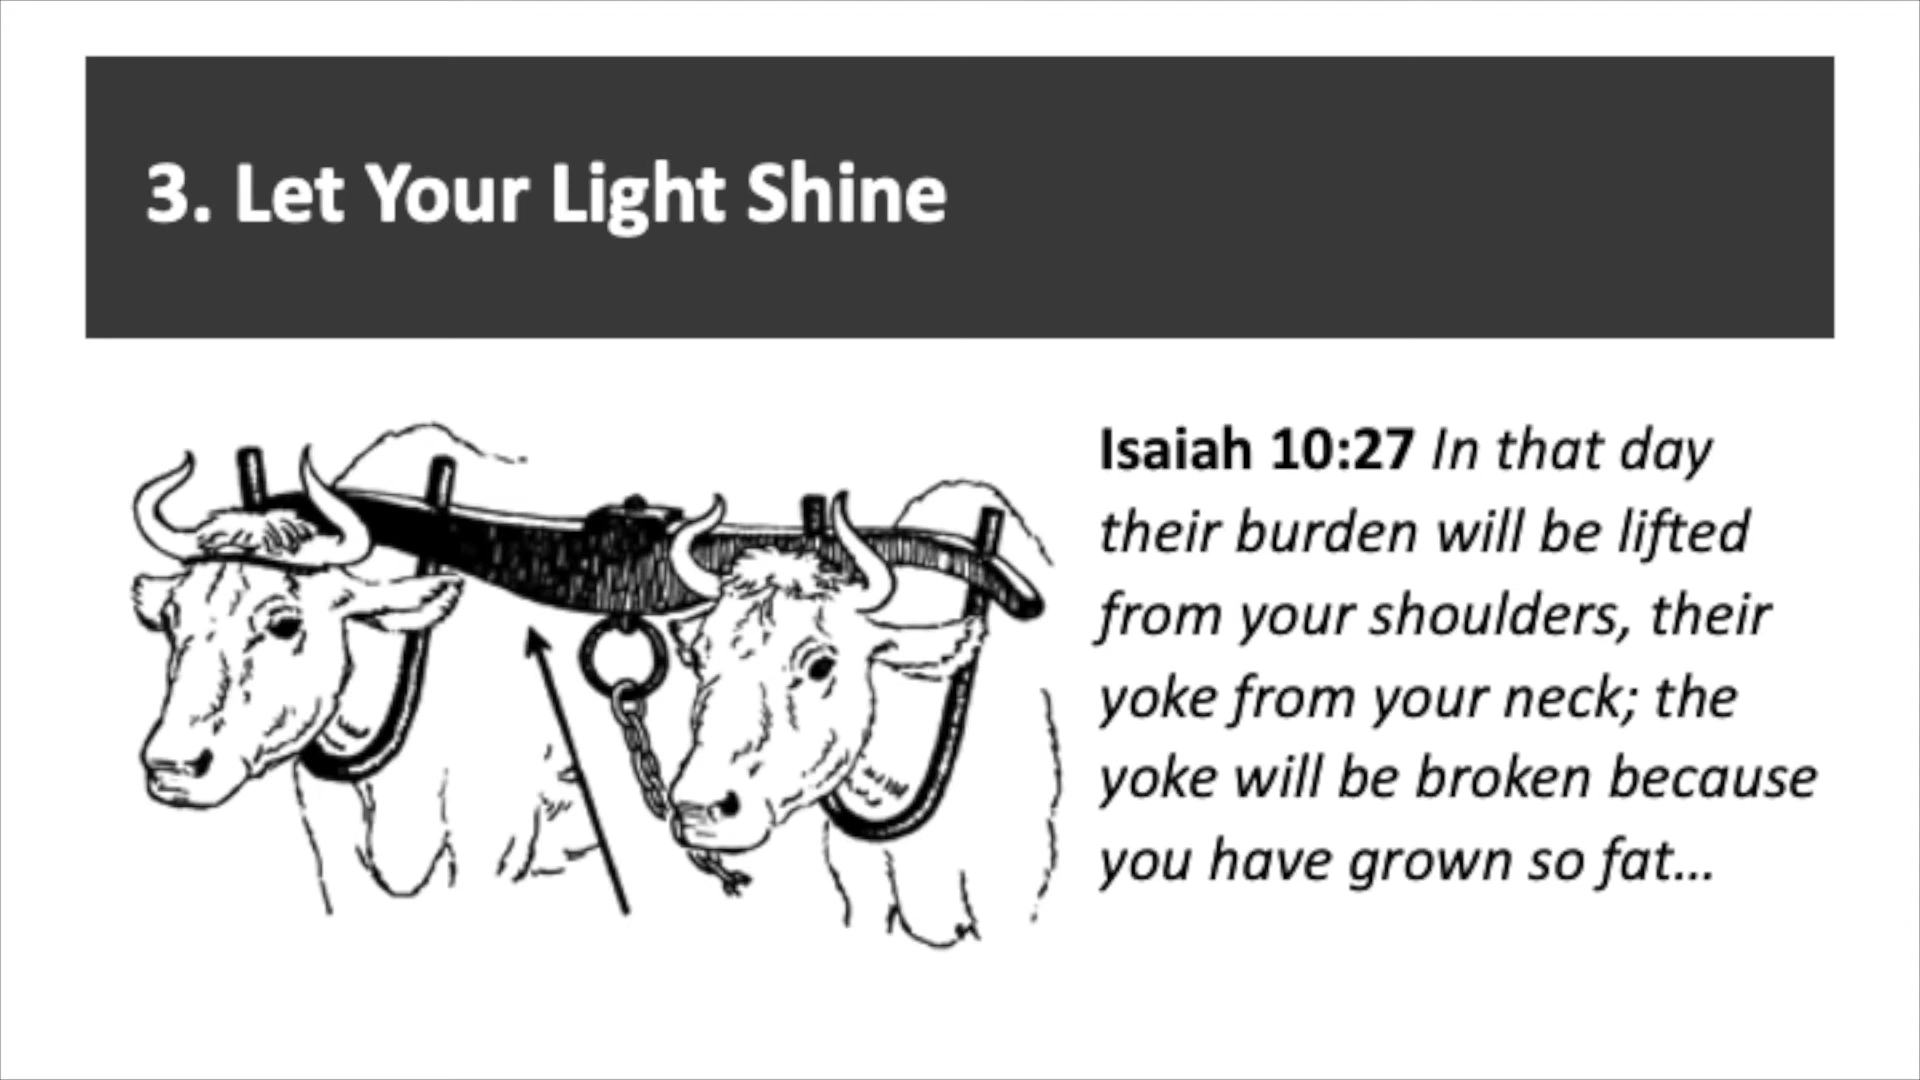 3. Let Your Light Shine
Isaiah 10:27 In that day
their burden will be lifted
from your shoulders, their
yoke from your neck; the
yoke will be broken because
you have grown so fat...